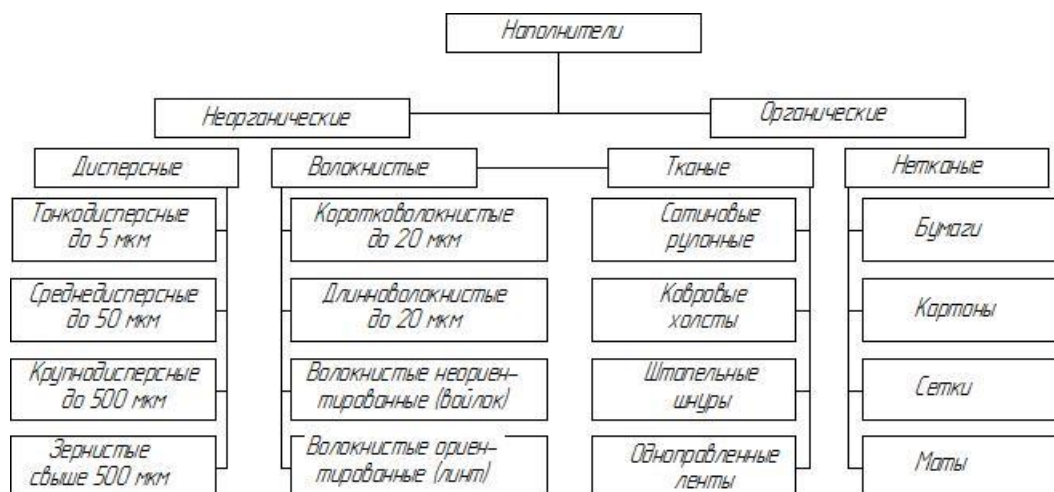 Наполнители
Неорганические
Органические
Дисперсные
Волокнистые
Тканые
Нетканые
Тонкодисперсные
до 5 мкм
Коротковолокнистые
до 20 мкм
Сатиновые
рулонные
Бумаги
Среднедисперсные
до 50 мкм
Длинноволокнистые
до 20 мкм
Ковровые
холсты
Картоны
Крупнодисперсные
до 500 мкм
Волокнистые неориен-
тированные (войлок)
Штапельные
шнуры
Сетки
Зернистые
свыше 500 мкм
Волокнистые ориен-
тированные (линт)
Однаправленные
ленты
Маты